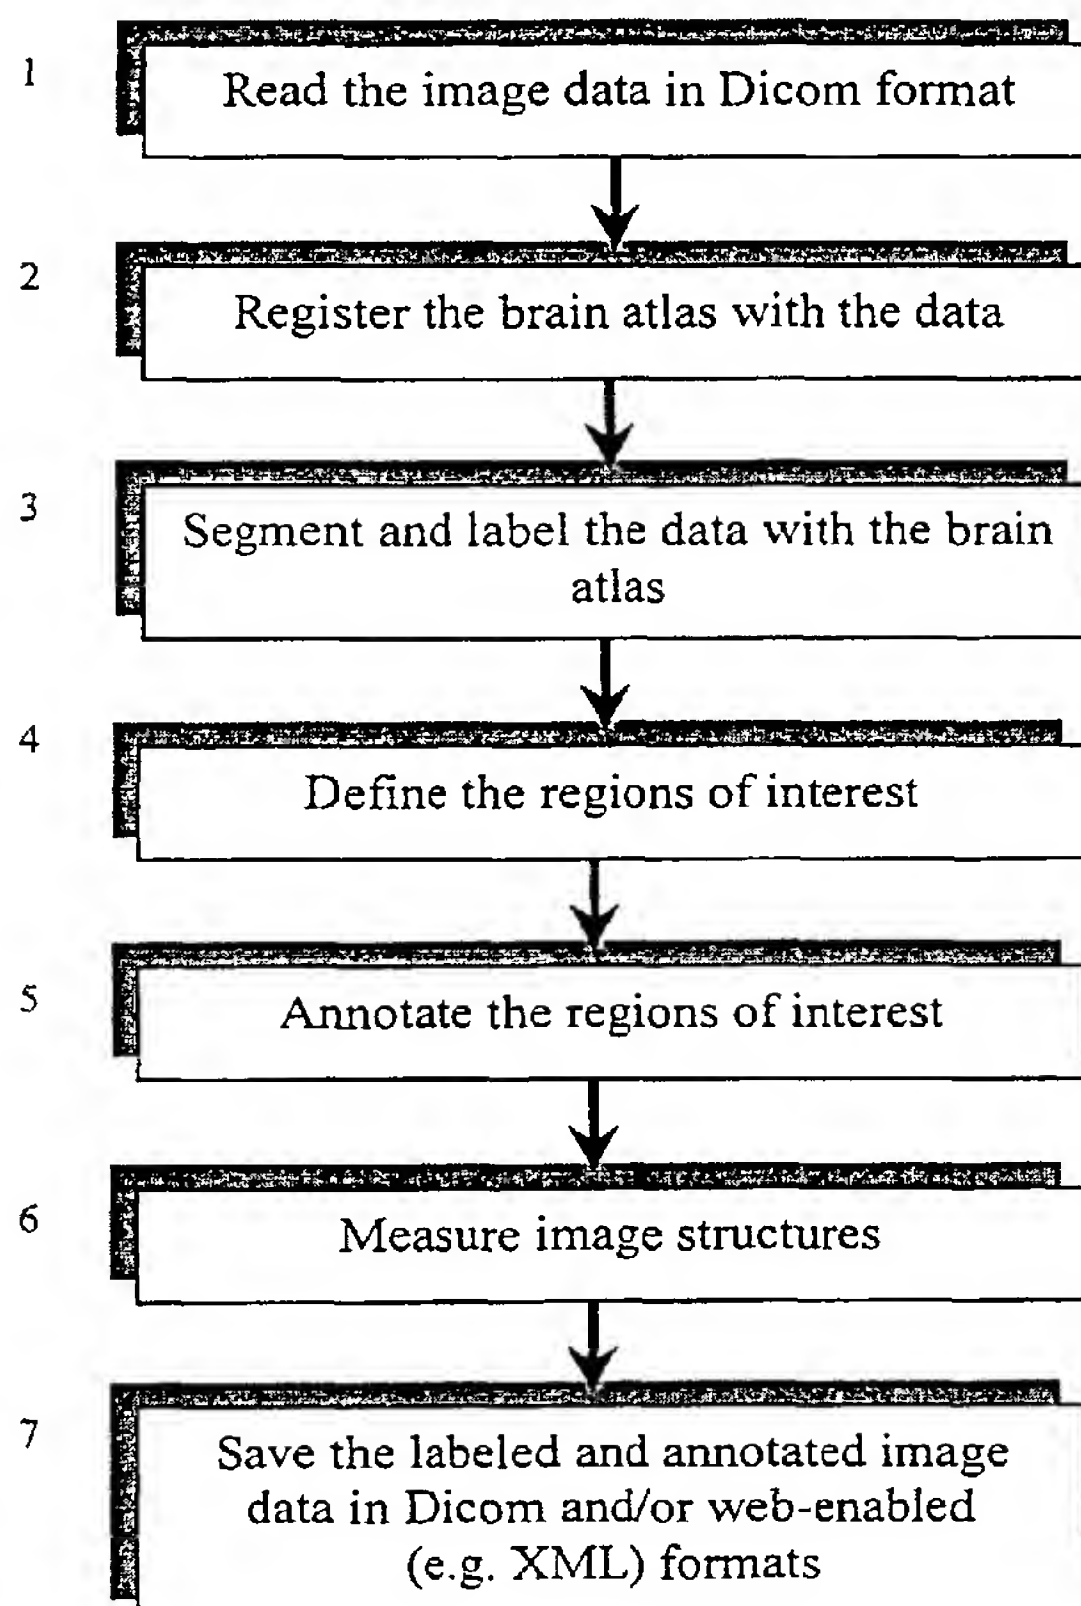 1
Read the image data in Dicom format
2
Register the brain atlas with the data
3
Segment and label the data with the brain
atlas
4
Define the regions of interest
5
Annotate the regions of interest
6
Measure image structures
7
Save the labeled and annotated image
data in Dicom and/or web-enabled
(e.g. XML) formats